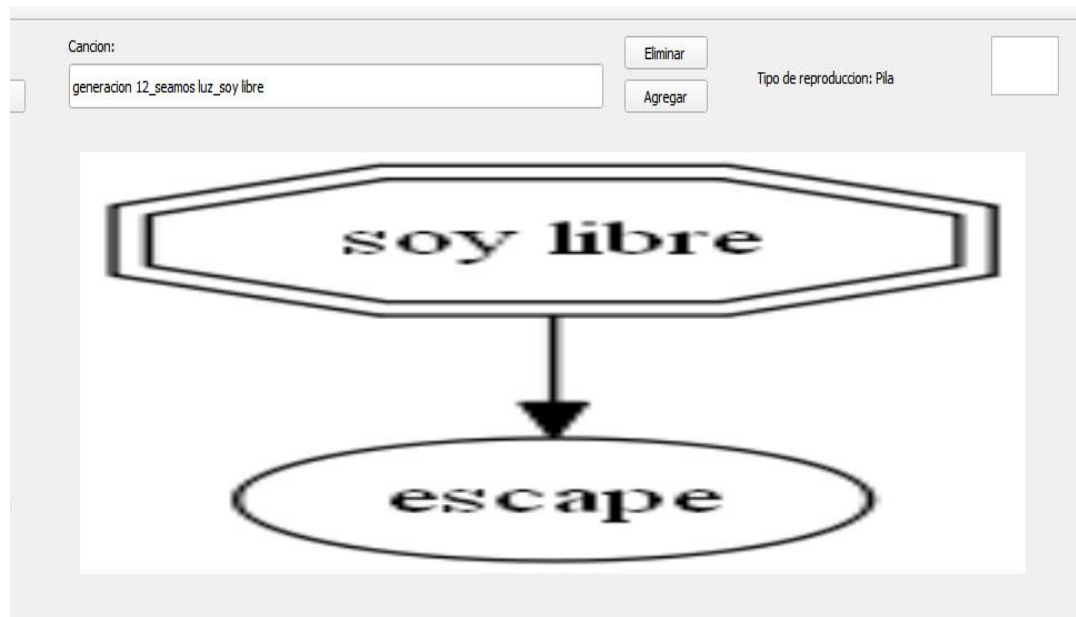 Cancion:
Eliminar
generacion 12_seamos luz_soy libre
Agregar
Tipo de reproduccion: Pila
soy libre
escape